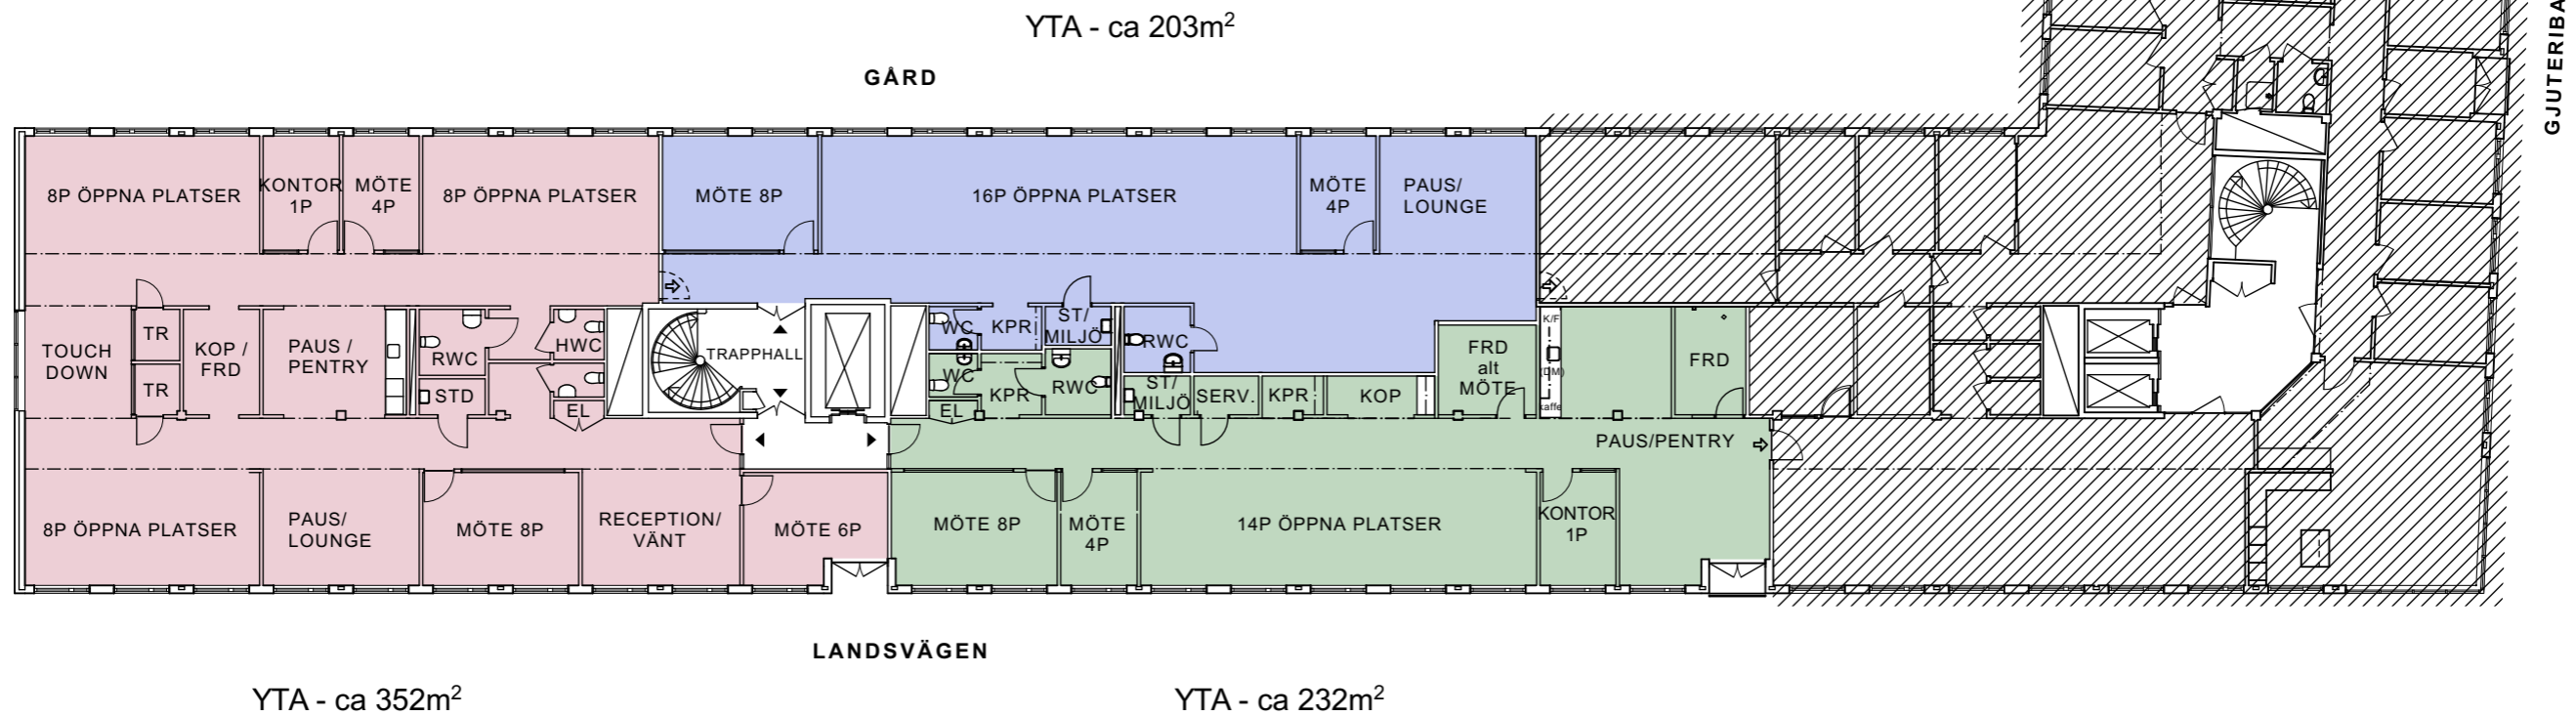 YTA - ca 203m²
GÅRD
GJUTERIBA
8P ÖPPNA PLATSER
KONTOR
1P
MÖTE
4P
8P ÖPPNA PLATSER
MÖTE 8P
16P ÖPPNA PLATSER
MÖTE
4P
PAUS/
LOUNGE
TOUCH
DOWN
TR
TR
KOP /
FRD
PAUS /
PENTRY
RWC
STD
HWC
EL
TRAPPHALL
WC
KPR
ST/
MILJÖ
RWC
WC
KPR
RWC
EL
ST/
MILJÖ
SERV.
KPR
KOP
FRD
alt
MÖTE
K/F
(DM)
kaffe
FRD
PAUS/PENTRY
8P ÖPPNA PLATSER
PAUS/
LOUNGE
MÖTE 8P
RECEPTION/
VÄNT
MÖTE 6P
MÖTE 8P
MÖTE
4P
14P ÖPPNA PLATSER
KONTOR
1P
LANDSVÄGEN
YTA - ca 352m²
YTA - ca 232m²